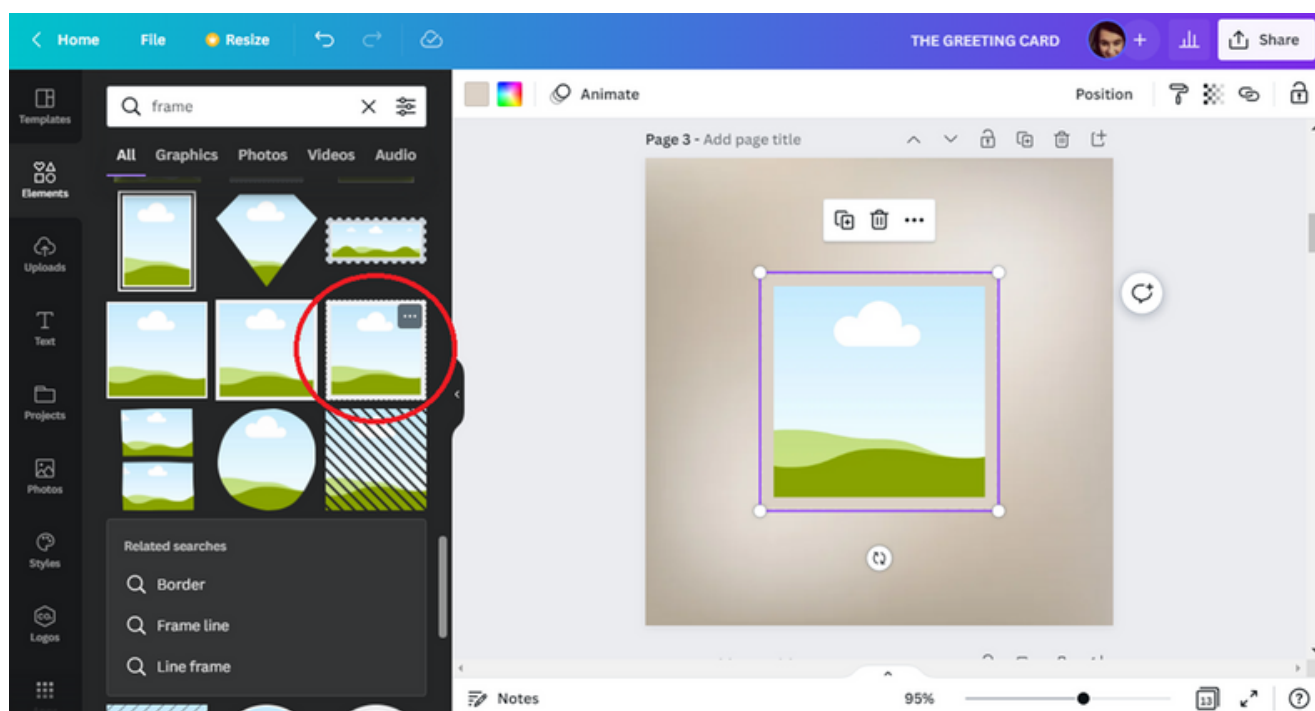 Home File Resize THE GREETING CARD + Share
Templates
Elements
Uploads
Text
Projects
Photos
Styles
CO.
Logos
frame
All Graphics Photos Videos Audio
Related searches
Border
Frame line
Line frame
Animate Position
Page 3 - Add page title
Notes 95% 13 ?